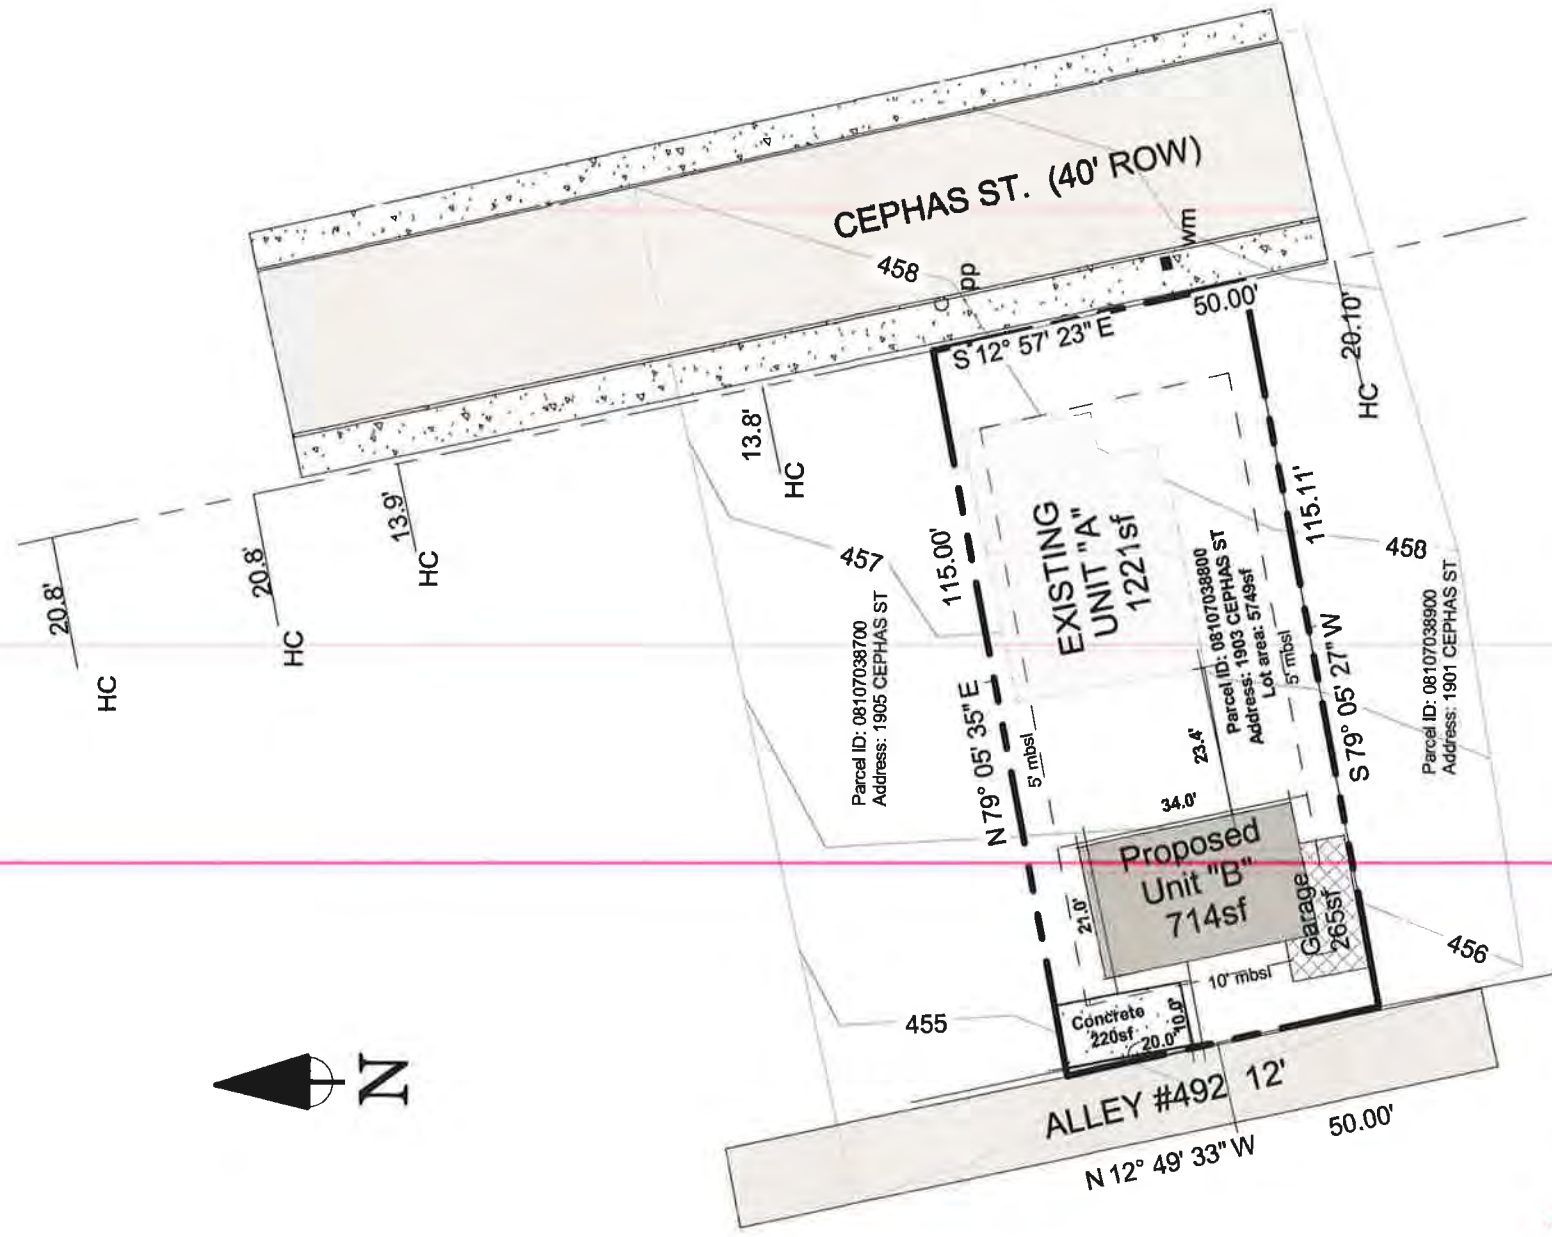 CEPHAS ST. (40' ROW)
458
pp
wm
S 12° 57' 23" E
50.00'
20.10'
HC
13.8'
HC
13.9'
HC
20.8'
HC
20.8'
HC
457
115.00'
EXISTING
UNIT "A"
1221sf
115.11'
458
Parcel ID: 08107038700
Address: 1905 CEPHAS ST
Parcel ID: 08107038800
Address: 1903 CEPHAS ST
Lot area: 5749sf
5' mbsl
Parcel ID: 08107038900
Address: 1901 CEPHAS ST
N 79° 05' 35" E
5' mbsl
23.4'
S 79° 05' 27" W
34.0'
21.0'
Proposed
Unit "B"
714sf
Garage
265sf
10' mbsl
456
455
Concrete
220sf
20.0'
10.0'
ALLEY #492 12'
N 12° 49' 33" W
50.00'
N